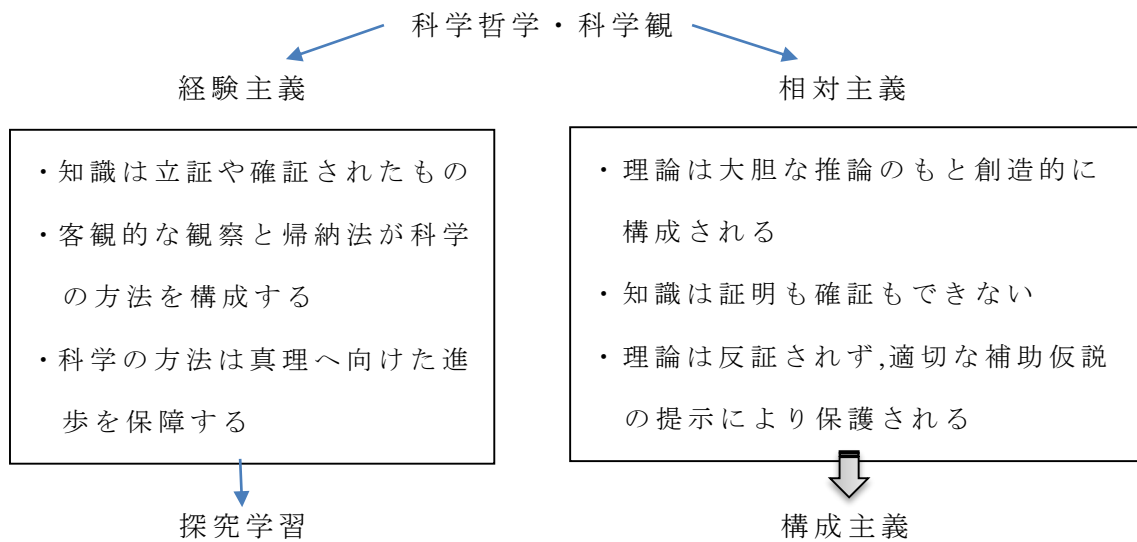 科学哲学・科学観
経験主義
相対主義
・知識は立証や確証されたもの
・客観的な観察と帰納法が科学
の方法を構成する
・科学の方法は真理へ向けた進
歩を保障する
・理論は大胆な推論のもと創造的に
構成される
・知識は証明も確証もできない
・理論は反証されず,適切な補助仮説
の提示により保護される
探究学習
構成主義